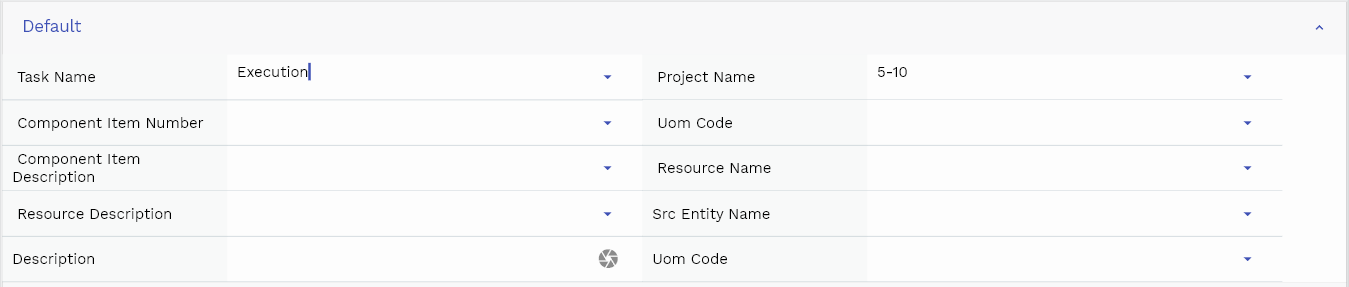 Default
Task Name Execution Project Name 5-10
Component Item Number Uom Code
Component Item
Description Resource Name
Resource Description Src Entity Name
Description Uom Code